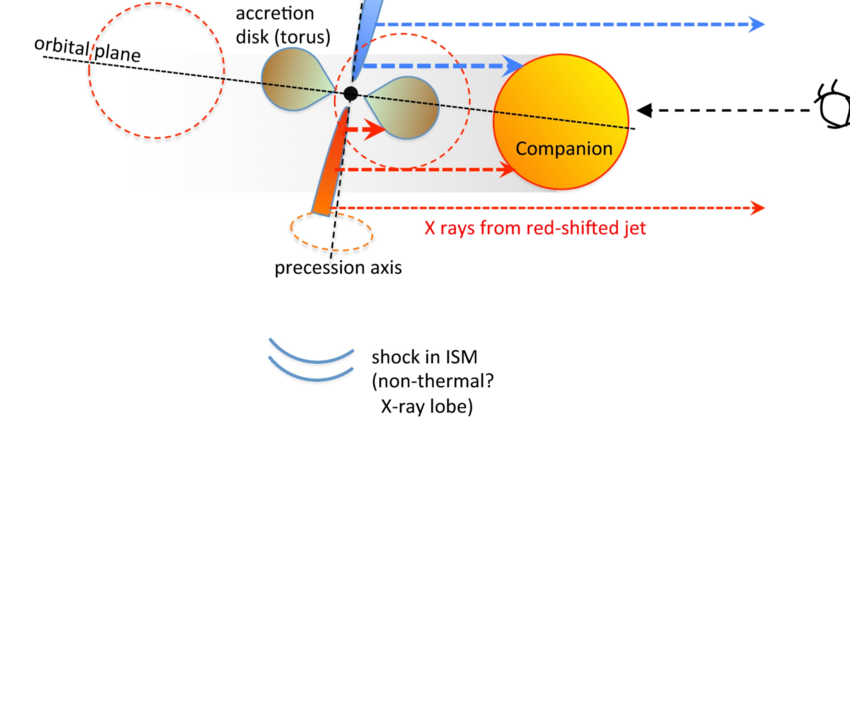 accretion
disk (torus)
orbital plane
Companion
X rays from red-shifted jet
precession axis
shock in ISM
(non-thermal?
X-ray lobe)